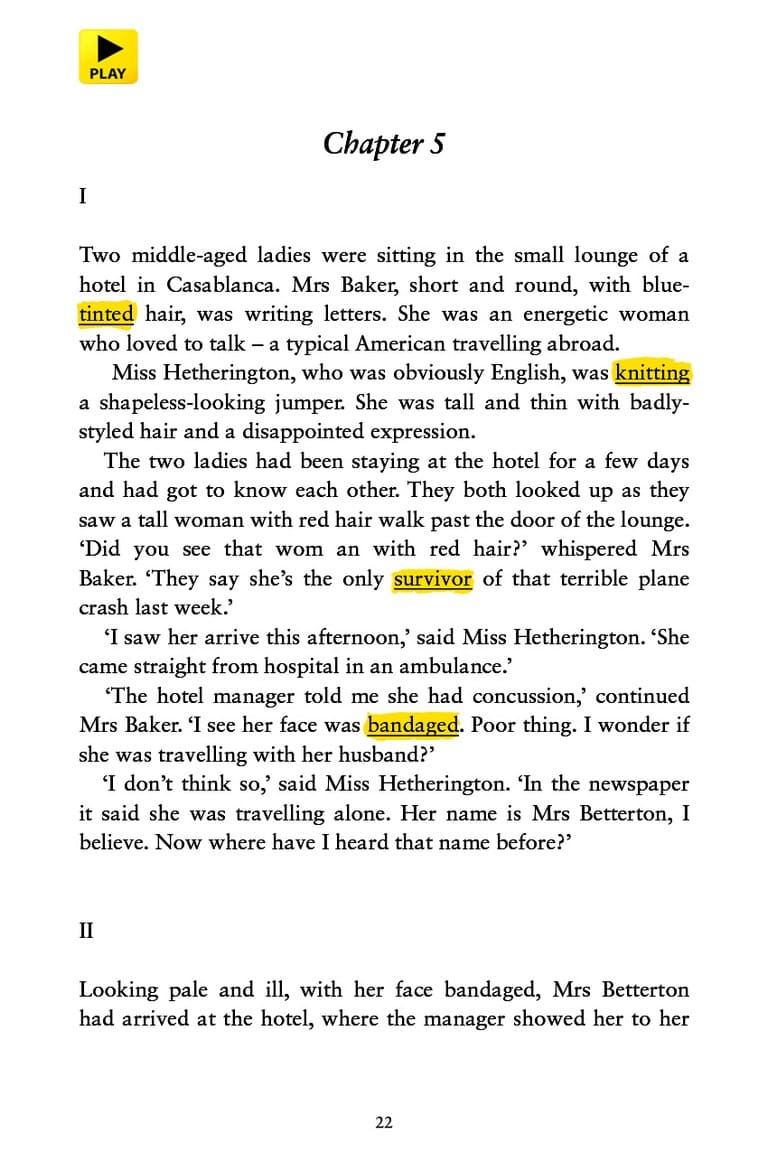 PLAY
Chapter 5
I
Two middle-aged ladies were sitting in the small lounge of a
hotel in Casablanca. Mrs Baker, short and round, with blue-
tinted hair, was writing letters. She was an energetic woman
who loved to talk – a typical American travelling abroad.
Miss Hetherington, who was obviously English, was knitting
a shapeless-looking jumper. She was tall and thin with badly-
styled hair and a disappointed expression.
The two ladies had been staying at the hotel for a few days
and had got to know each other. They both looked up as they
saw a tall woman with red hair walk past the door of the lounge.
‘Did you see that wom an with red hair?’ whispered Mrs
Baker. ‘They say she’s the only survivor of that terrible plane
crash last week.’
‘I saw her arrive this afternoon,’ said Miss Hetherington. ‘She
came straight from hospital in an ambulance.’
‘The hotel manager told me she had concussion,’ continued
Mrs Baker. ‘I see her face was bandaged. Poor thing. I wonder if
she was travelling with her husband?’
‘I don’t think so,’ said Miss Hetherington. ‘In the newspaper
it said she was travelling alone. Her name is Mrs Betterton, I
believe. Now where have I heard that name before?’
II
Looking pale and ill, with her face bandaged, Mrs Betterton
had arrived at the hotel, where the manager showed her to her
22